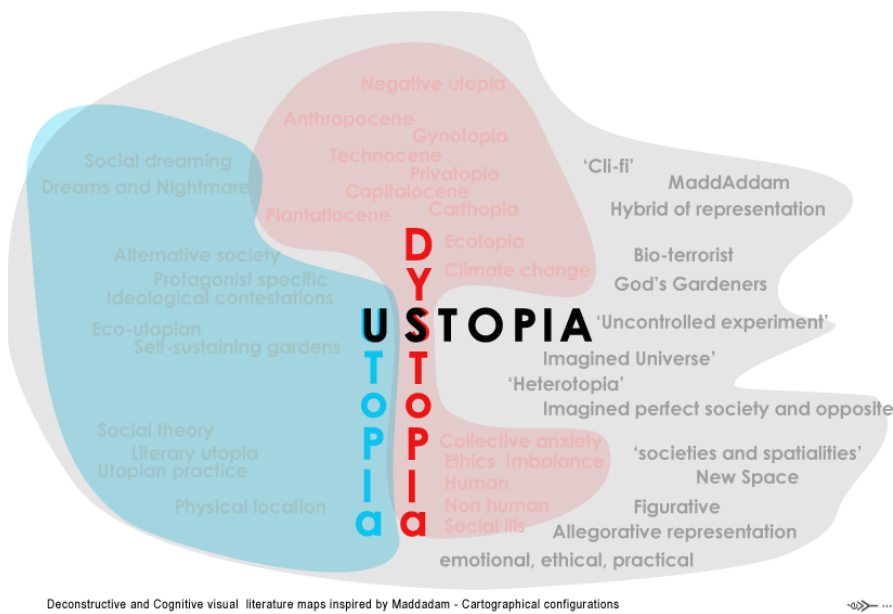 Negative utopia
Anthropocene
Gynotopia
Technocene
Privatopia
Capitalocene
Plantatiocene
Carthopia
Ecotopia
Climate change
Social dreaming
Dreams and Nightmare
Alternative society
Protagonist specific
Ideological contestations
Eco-utopian
Self-sustaining gardens
Social theory
Literary utopia
Utopian practice
Physical location
DYSToPIa
USTOPIA
UToPIa
Collective anxiety
Ethics Imbalance
Human
Non human
Social ills
'Cli-fi'
MaddAddam
Hybrid of representation
Bio-terrorist
God's Gardeners
'Uncontrolled experiment'
Imagined Universe'
'Heterotopia'
Imagined perfect society and opposite
'societies and spatialities'
New Space
Figurative
Allegorative representation
emotional, ethical, practical
Deconstructive and Cognitive visual literature maps inspired by Maddadam - Cartographical configurations